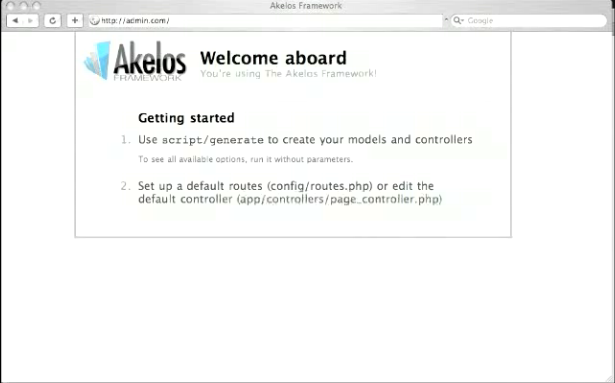 Akelos Framework
http://admin.com/
Google
Akelos
FRAMEWORK
Welcome aboard
You're using The Akelos Framework!
Getting started
1. Use script/generate to create your models and controllers
To see all available options, run it without parameters.
2. Set up a default routes (config/routes.php) or edit the
default controller (app/controllers/page_controller.php)